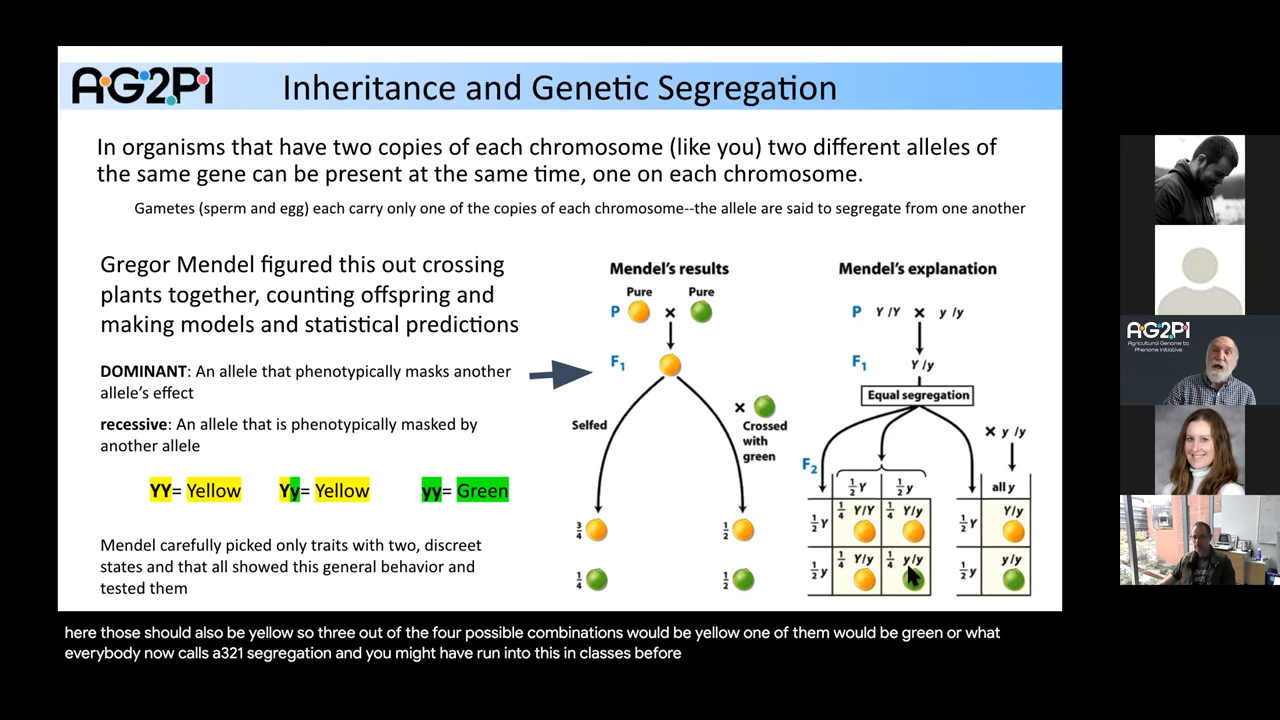 AG2PI
Inheritance and Genetic Segregation
In organisms that have two copies of each chromosome (like you) two different alleles of
the same gene can be present at the same time, one on each chromosome.
Gametes (sperm and egg) each carry only one of the copies of each chromosome--the allele are said to segregate from one another
Gregor Mendel figured this out crossing
plants together, counting offspring and
making models and statistical predictions
DOMINANT: An allele that phenotypically masks another
allele's effect
recessive: An allele that is phenotypically masked by
another allele
YY= Yellow Yy= Yellow yy= Green
Mendel carefully picked only traits with two, discreet
states and that all showed this general behavior and
tested them
Mendel's results
Pure Pure
P ×
F1
Selfed
× Crossed
with
green
3/4 1/2
1/4 1/2
Mendel's explanation
P Y/Y × y/y
F1 Y/y
Equal segregation
× y/y
F2
1/2 Y 1/2 y all y
1/2 Y 1/4 Y/Y 1/4 Y/y 1/2 Y Y/y
1/2 y 1/4 Y/y 1/4 y/y 1/2 y y/y
AG2PI
Agricultural Genome to
Phenome Initiative
here those should also be yellow so three out of the four possible combinations would be yellow one of them would be green or what
everybody now calls a321 segregation and you might have run into this in classes before